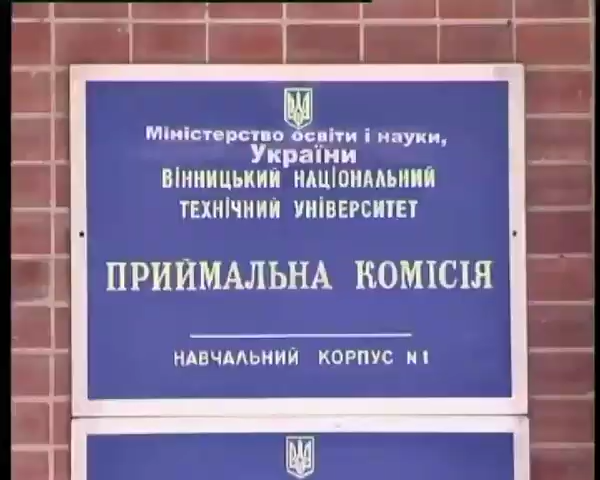 Міністерство освіти і науки,
України
ВІННИЦЬКИЙ НАЦІОНАЛЬНИЙ
ТЕХНІЧНИЙ УНІВЕРСИТЕТ
ПРИЙМАЛЬНА КОМІСІЯ
НАВЧАЛЬНИЙ КОРПУС N1